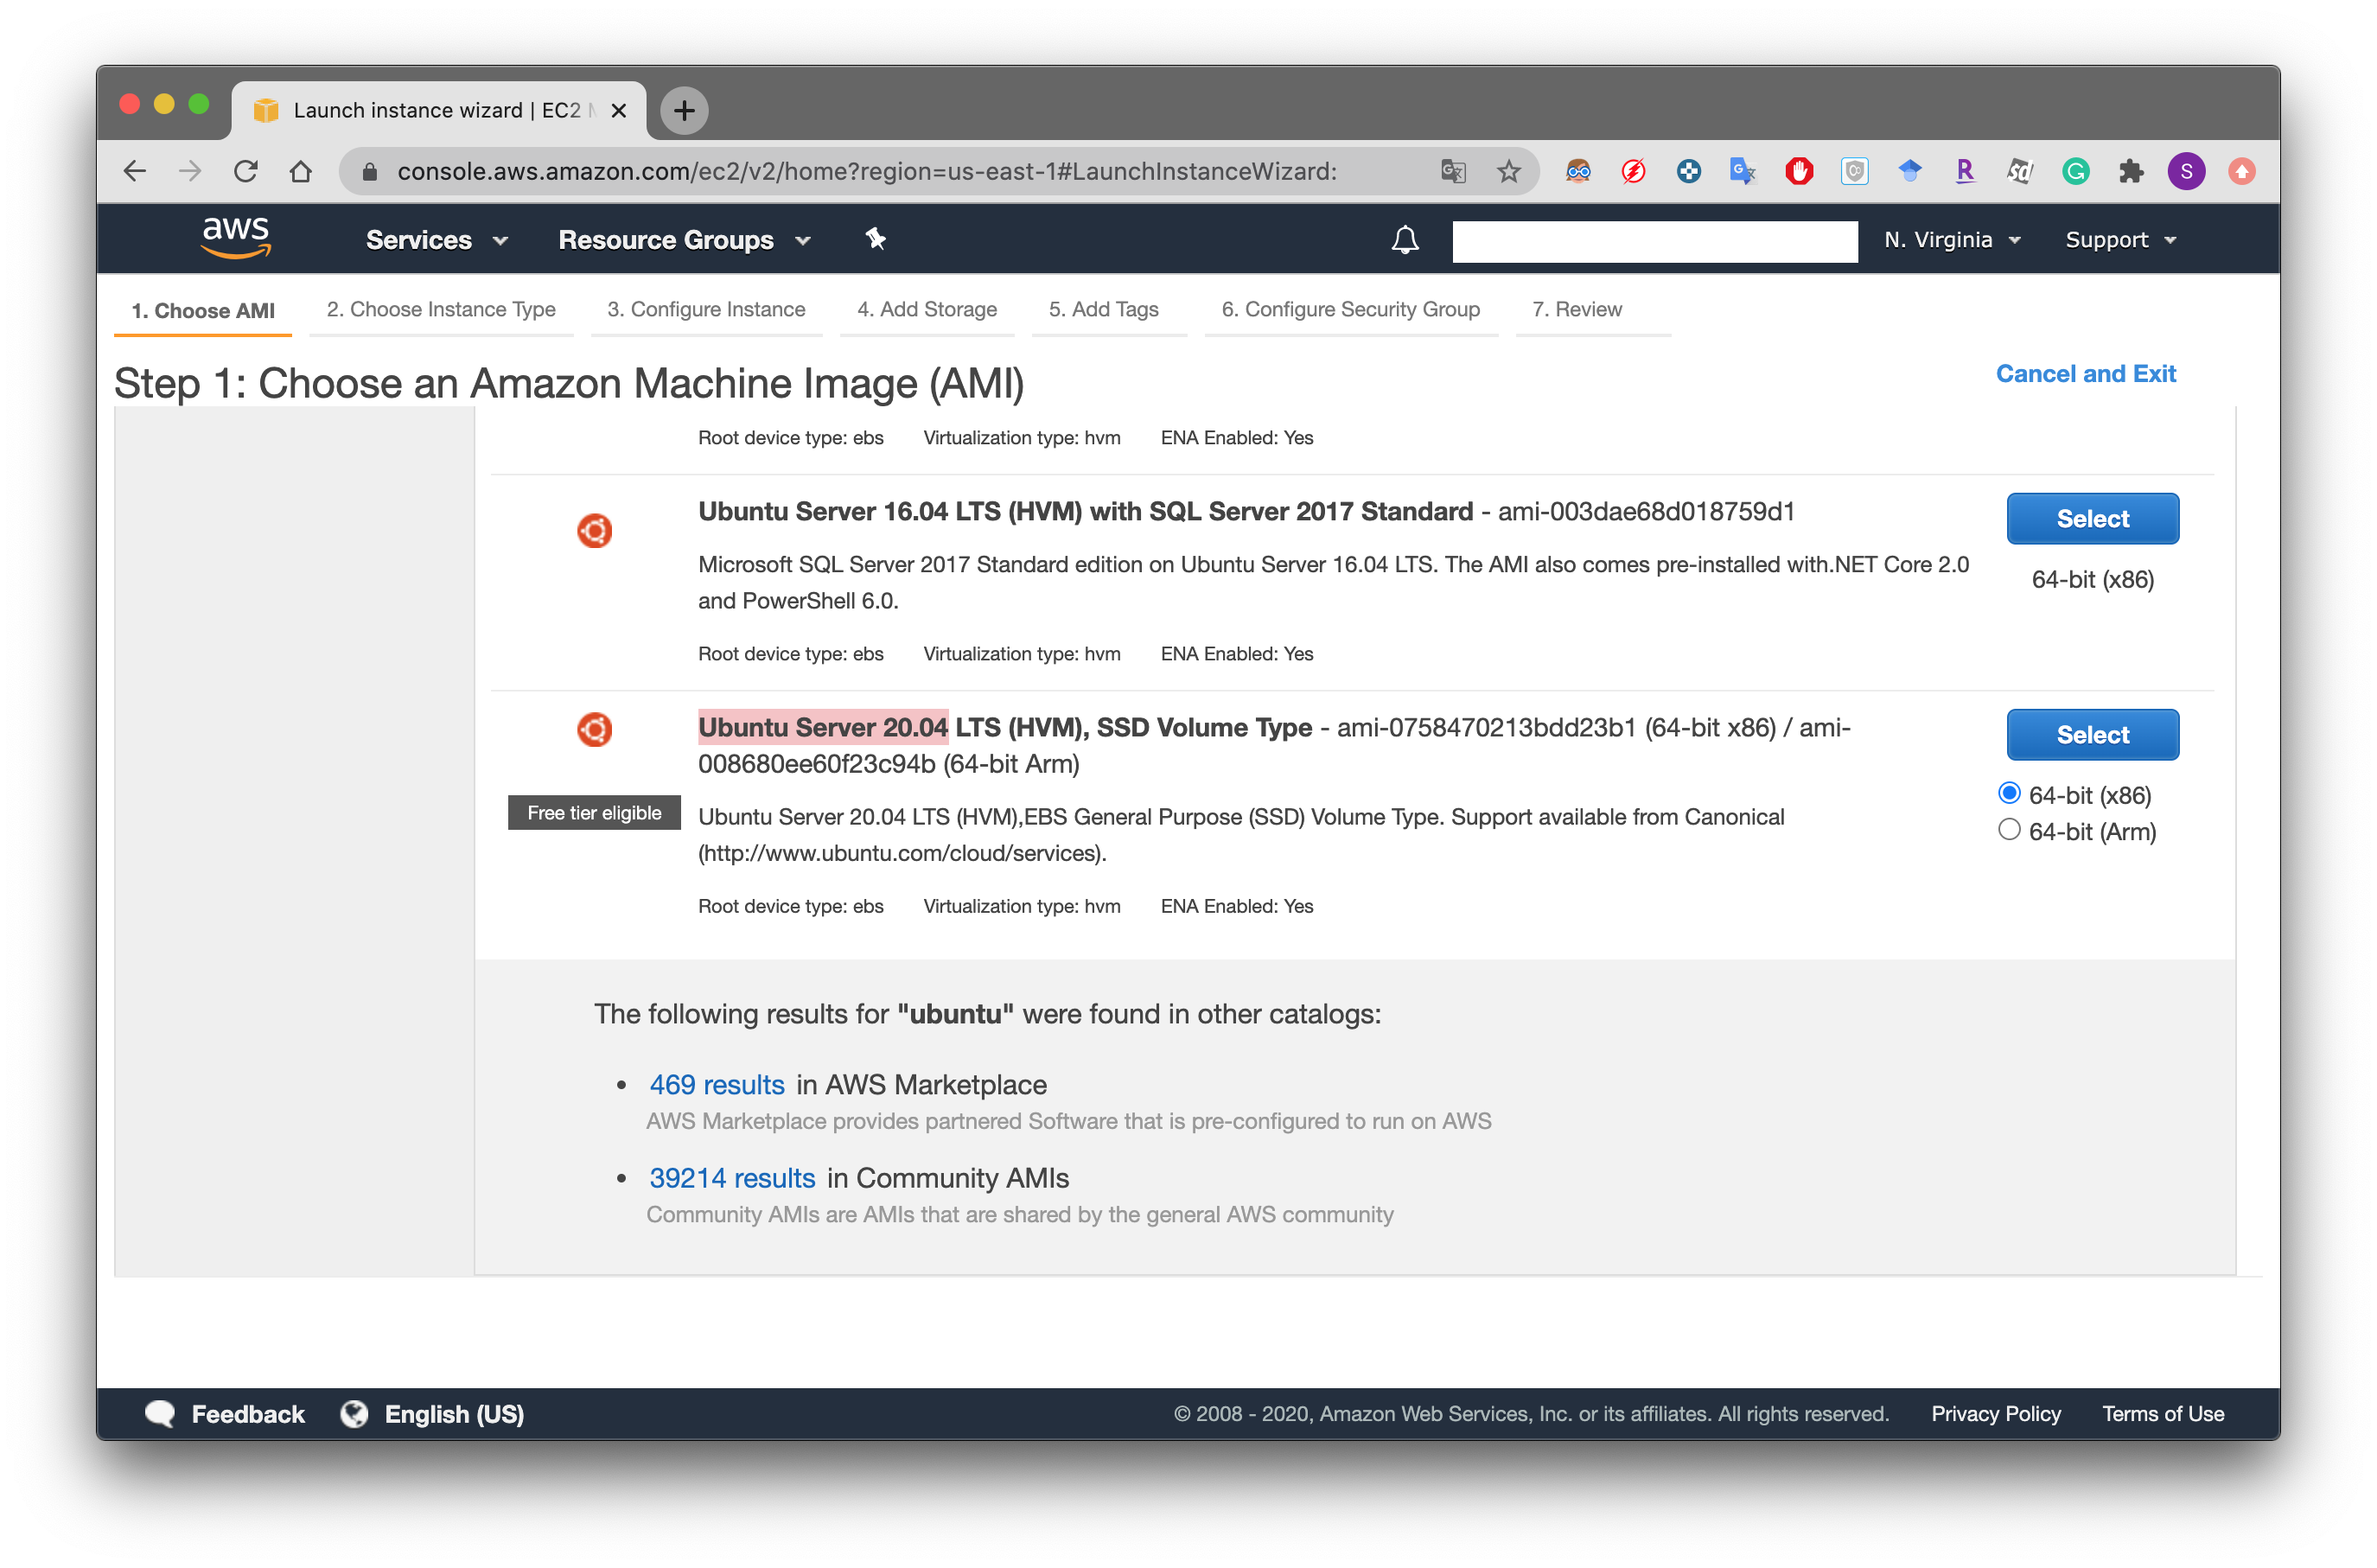 Launch instance wizard | EC2 M
console.aws.amazon.com/ec2/v2/home?region=us-east-1#LaunchInstanceWizard:
S
aws
Services
Resource Groups
N. Virginia
Support
1. Choose AMI
2. Choose Instance Type
3. Configure Instance
4. Add Storage
5. Add Tags
6. Configure Security Group
7. Review
Step 1: Choose an Amazon Machine Image (AMI)
Cancel and Exit
Root device type: ebs Virtualization type: hvm ENA Enabled: Yes
Ubuntu Server 16.04 LTS (HVM) with SQL Server 2017 Standard - ami-003dae68d018759d1
Select
64-bit (x86)
Microsoft SQL Server 2017 Standard edition on Ubuntu Server 16.04 LTS. The AMI also comes pre-installed with.NET Core 2.0
and PowerShell 6.0.
Root device type: ebs Virtualization type: hvm ENA Enabled: Yes
Ubuntu Server 20.04 LTS (HVM), SSD Volume Type - ami-0758470213bdd23b1 (64-bit x86) / ami-
008680ee60f23c94b (64-bit Arm)
Select
64-bit (x86)
64-bit (Arm)
Free tier eligible
Ubuntu Server 20.04 LTS (HVM),EBS General Purpose (SSD) Volume Type. Support available from Canonical
(http://www.ubuntu.com/cloud/services).
Root device type: ebs Virtualization type: hvm ENA Enabled: Yes
The following results for "ubuntu" were found in other catalogs:
• 469 results in AWS Marketplace
AWS Marketplace provides partnered Software that is pre-configured to run on AWS
• 39214 results in Community AMIs
Community AMIs are AMIs that are shared by the general AWS community
Feedback
English (US)
© 2008 - 2020, Amazon Web Services, Inc. or its affiliates. All rights reserved.
Privacy Policy
Terms of Use